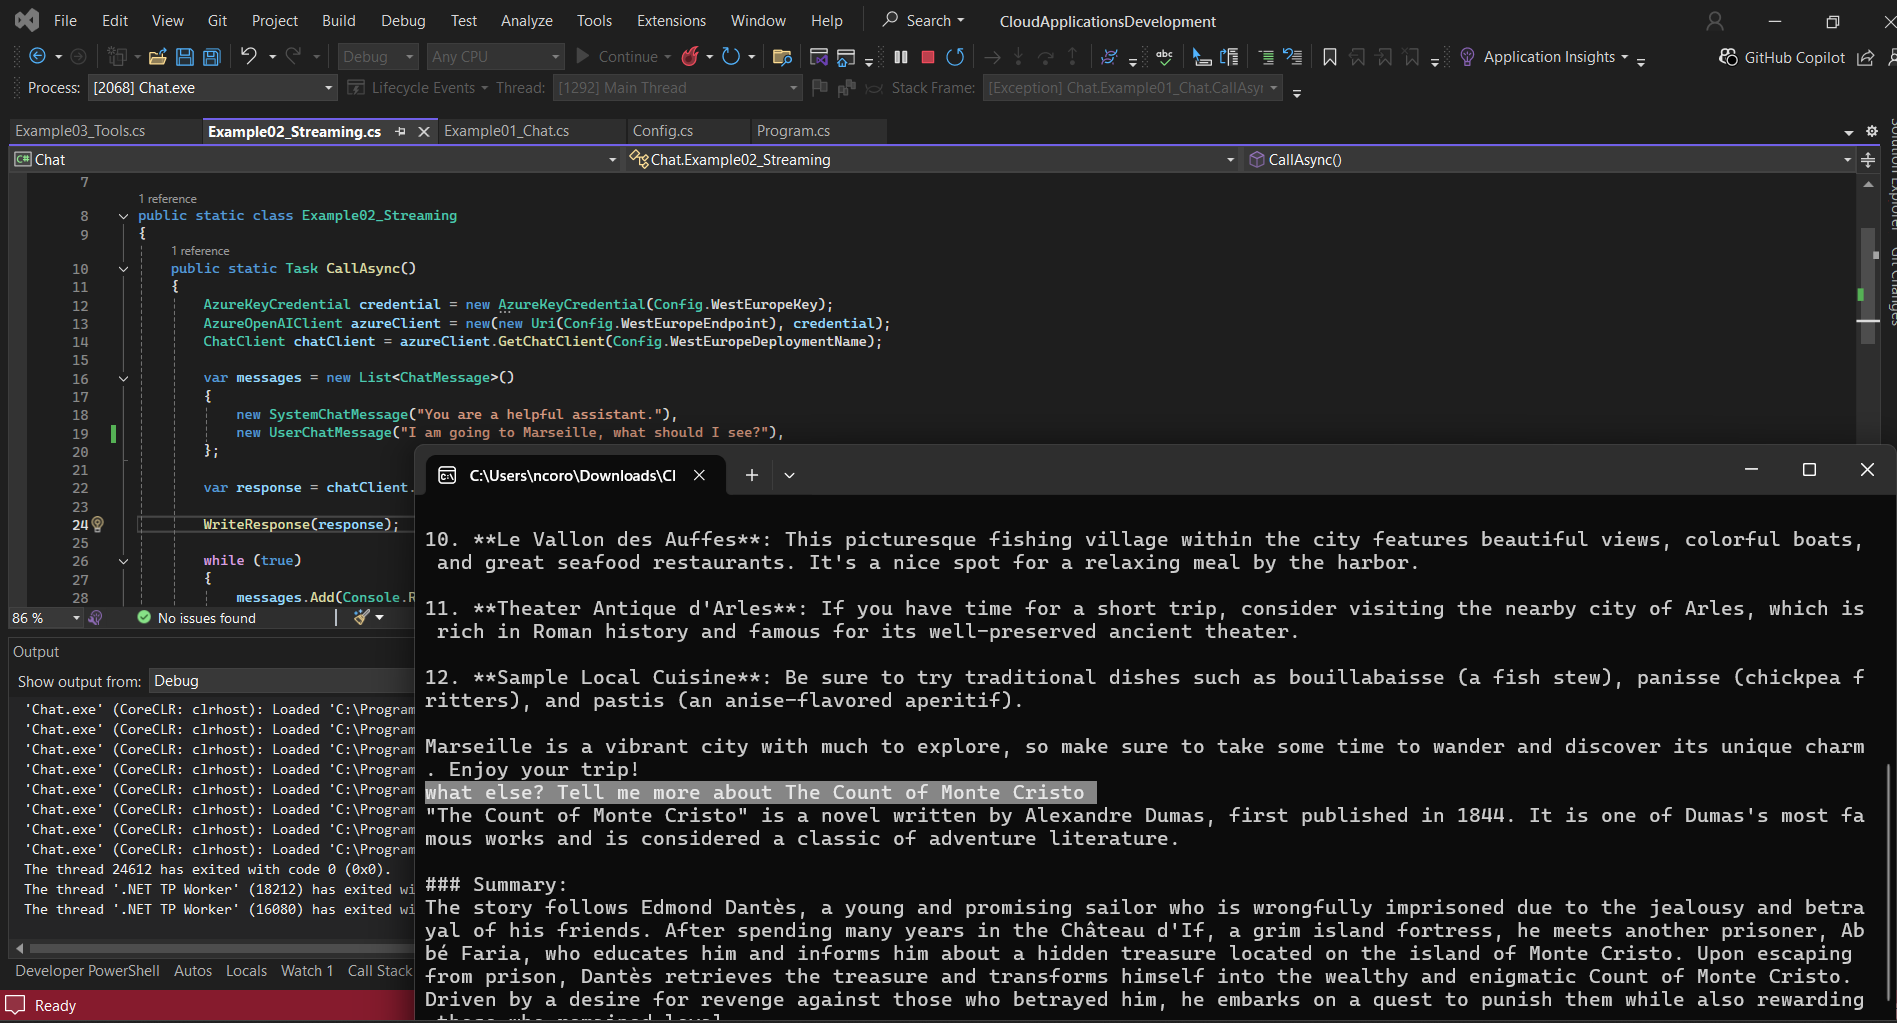 File Edit View Git Project Build Debug Test Analyze Tools Extensions Window Help Search CloudApplicationsDevelopment
Debug Any CPU Continue Application Insights GitHub Copilot
Process: [2068] Chat.exe Lifecycle Events Thread: [1292] Main Thread Stack Frame: [Exception] Chat.Example01_Chat.CallAsy
Example03_Tools.cs Example02_Streaming.cs Example01_Chat.cs Config.cs Program.cs
C# Chat Chat.Example02_Streaming CallAsync()
Solution Explorer
Git Changes
7
1 reference
8 public static class Example02_Streaming
9 {
1 reference
10 public static Task CallAsync()
11 {
12 AzureKeyCredential credential = new AzureKeyCredential(Config.WestEuropeKey);
13 AzureOpenAIClient azureClient = new(new Uri(Config.WestEuropeEndpoint), credential);
14 ChatClient chatClient = azureClient.GetChatClient(Config.WestEuropeDeploymentName);
15
16 var messages = new List<ChatMessage>()
17 {
18 new SystemChatMessage("You are a helpful assistant."),
19 new UserChatMessage("I am going to Marseille, what should I see?"),
20 };
21
22 var response = chatClient.
23
24 WriteResponse(response);
25
26 while (true)
27 {
28 messages.Add(Console.R
86 % No issues found
Output
Show output from: Debug
'Chat.exe' (CoreCLR: clrhost): Loaded 'C:\Program
'Chat.exe' (CoreCLR: clrhost): Loaded 'C:\Program
'Chat.exe' (CoreCLR: clrhost): Loaded 'C:\Program
'Chat.exe' (CoreCLR: clrhost): Loaded 'C:\Program
'Chat.exe' (CoreCLR: clrhost): Loaded 'C:\Program
'Chat.exe' (CoreCLR: clrhost): Loaded 'C:\Program
'Chat.exe' (CoreCLR: clrhost): Loaded 'C:\Program
'Chat.exe' (CoreCLR: clrhost): Loaded 'C:\Program
The thread 24612 has exited with code 0 (0x0).
The thread '.NET TP Worker' (18212) has exited wi
The thread '.NET TP Worker' (16080) has exited wi
Developer PowerShell Autos Locals Watch 1 Call Stack
Ready
C:\Users\ncoro\Downloads\Cl
10. **Le Vallon des Auffes**: This picturesque fishing village within the city features beautiful views, colorful boats,
and great seafood restaurants. It's a nice spot for a relaxing meal by the harbor.
11. **Theater Antique d'Arles**: If you have time for a short trip, consider visiting the nearby city of Arles, which is
rich in Roman history and famous for its well-preserved ancient theater.
12. **Sample Local Cuisine**: Be sure to try traditional dishes such as bouillabaisse (a fish stew), panisse (chickpea f
ritters), and pastis (an anise-flavored aperitif).
Marseille is a vibrant city with much to explore, so make sure to take some time to wander and discover its unique charm
. Enjoy your trip!
what else? Tell me more about The Count of Monte Cristo
"The Count of Monte Cristo" is a novel written by Alexandre Dumas, first published in 1844. It is one of Dumas's most fa
mous works and is considered a classic of adventure literature.
### Summary:
The story follows Edmond Dantès, a young and promising sailor who is wrongfully imprisoned due to the jealousy and betra
yal of his friends. After spending many years in the Château d'If, a grim island fortress, he meets another prisoner, Ab
bé Faria, who educates him and informs him about a hidden treasure located on the island of Monte Cristo. Upon escaping
from prison, Dantès retrieves the treasure and transforms himself into the wealthy and enigmatic Count of Monte Cristo.
Driven by a desire for revenge against those who betrayed him, he embarks on a quest to punish them while also rewarding
those who remained loyal